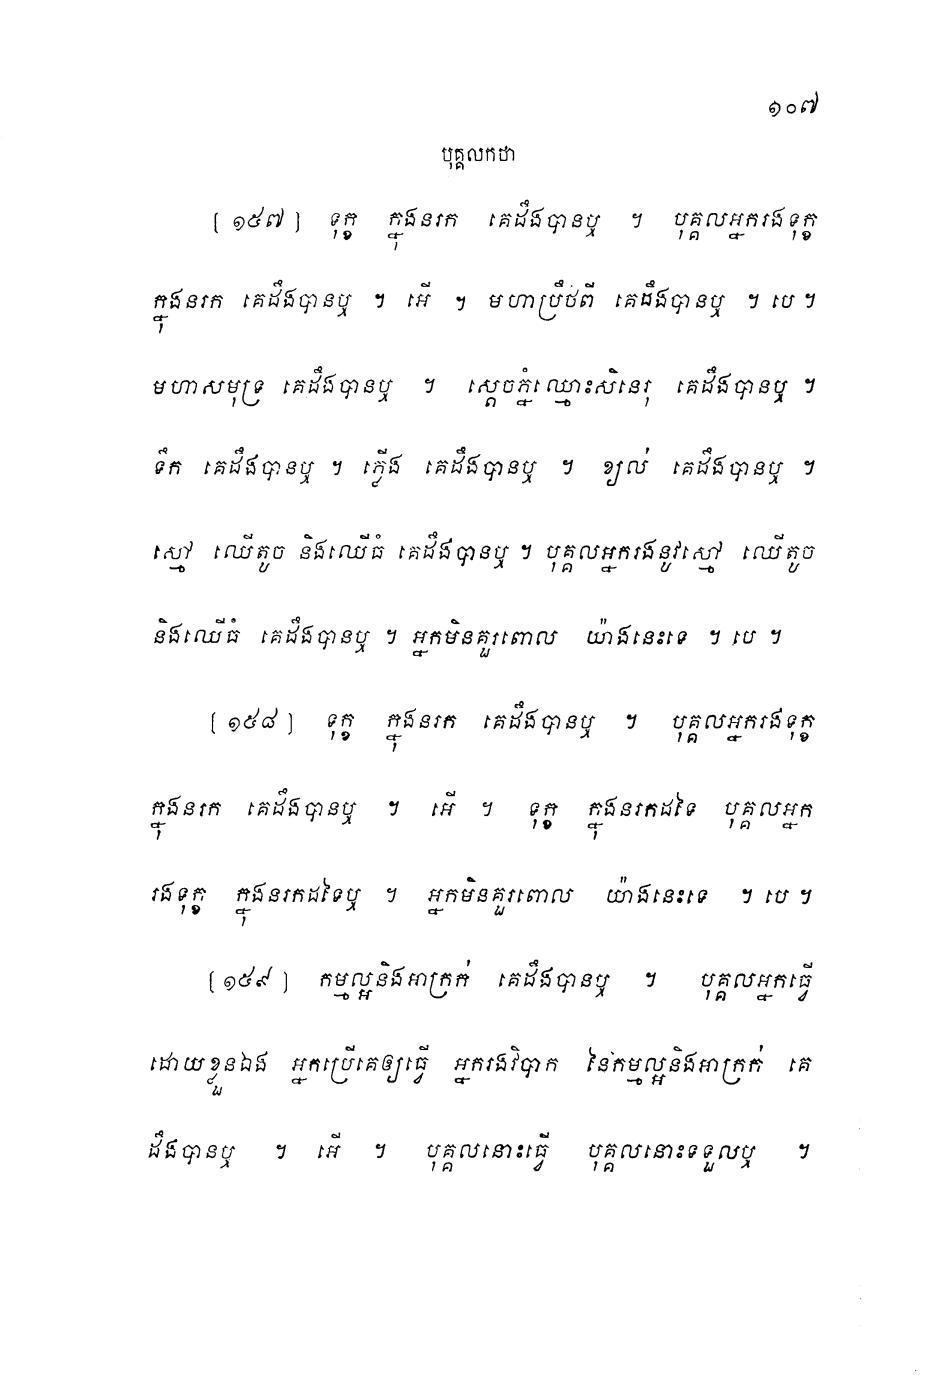 ១០៧
បុគ្គលកថា
[ ១៥៧ ] ទុក្ខ ក្នុងនរក គេដឹងបានឬ ។ បុគ្គលអ្នករងទុក្ខ
ក្នុងនរក គេដឹងបានឬ ។ អើ ។ មហាប្រឹថពី គេដឹងបានឬ ។ បេ ។
មហាសមុទ្រ គេដឹងបានឬ ។ ស្តេចភ្នំឈ្មោះសិនេរុ គេដឹងបានឬ ។
ទឹក គេដឹងបានឬ ។ ភ្លើង គេដឹងបានឬ ។ ខ្យល់ គេដឹងបានឬ ។
ស្មៅ ឈើតូច និងឈើធំ គេដឹងបានឬ ។ បុគ្គលអ្នករងនូវស្មៅ ឈើតូច
និងឈើធំ គេដឹងបានឬ ។ អ្នកមិនគួរពោល យ៉ាងនេះទេ ។ បេ ។
[ ១៥៨ ] ទុក្ខ ក្នុងនរក គេដឹងបានឬ ។ បុគ្គលអ្នករងទុក្ខ
ក្នុងនរក គេដឹងបានឬ ។ អើ ។ ទុក្ខ ក្នុងនរកដទៃ បុគ្គលអ្នក
រងទុក្ខ ក្នុងនរកដទៃឬ ។ អ្នកមិនគួរពោល យ៉ាងនេះទេ ។ បេ ។
[ ១៥៩ ] កម្មល្អនិងអាក្រក់ គេដឹងបានឬ ។ បុគ្គលអ្នកធ្វើ
ដោយខ្លួនឯង អ្នកប្រើគេឲ្យធ្វើ អ្នករងវិបាក នៃកម្មល្អនិងអាក្រក់ គេ
ដឹងបានឬ ។ អើ ។ បុគ្គលនោះធ្វើ បុគ្គលនោះទទួលឬ ។